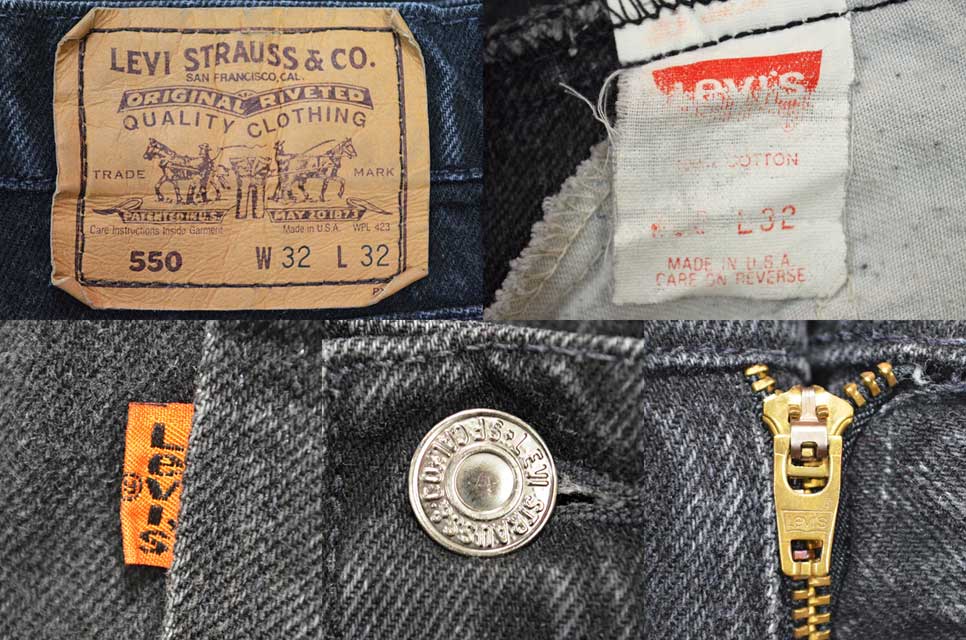 LEVI STRAUSS & CO.
SAN FRANCISCO, CAL.
ORIGINAL RIVETED
QUALITY CLOTHING
TRADE MARK
PATENTED IN U.S. MAY 20 1873
Care Instructions Inside Garment Made in U.S.A. WPL 423
550 W 32 L 32
Levi's
COTTON
L 32
MADE IN U.S.A.
CARE ON REVERSE
LEVI'S
®
LEVI STRAUSS & CO. S.F. CAL.
Levi's